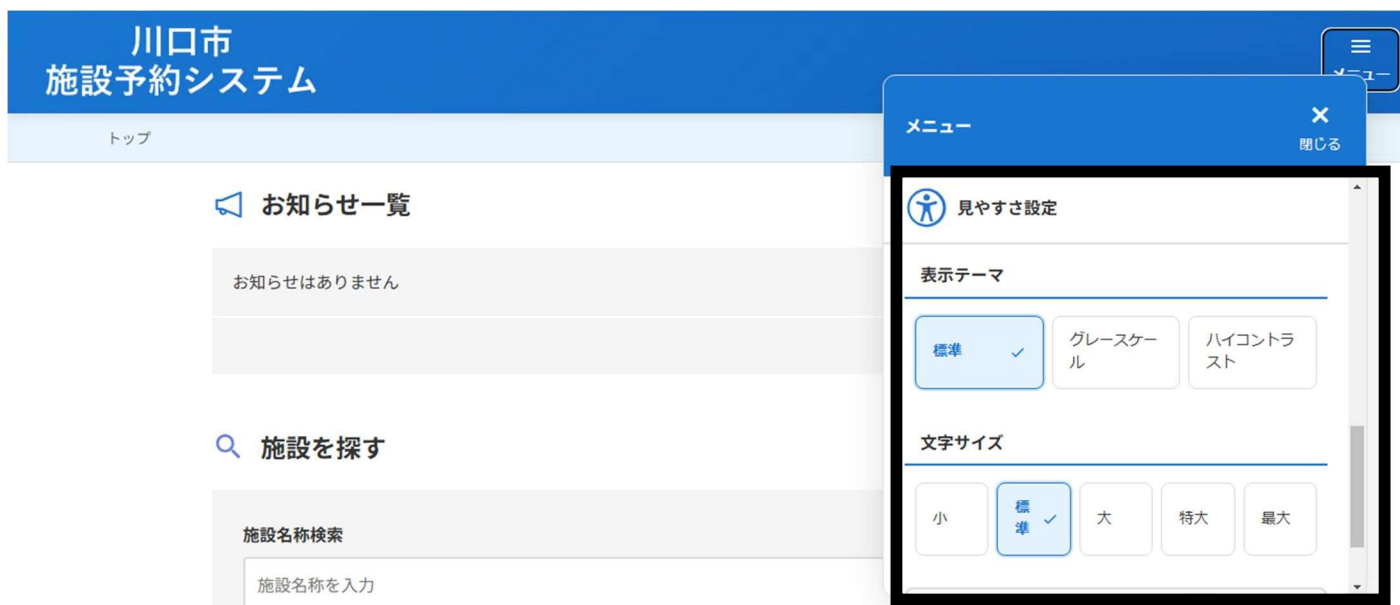 川口市
施設予約システム
メニュー
トップ
お知らせ一覧
お知らせはありません
施設を探す
施設名称検索
施設名称を入力
メニュー
閉じる
見やすさ設定
表示テーマ
標準
グレースケー
ル
ハイコントラ
スト
文字サイズ
小
標
準
大
特大
最大